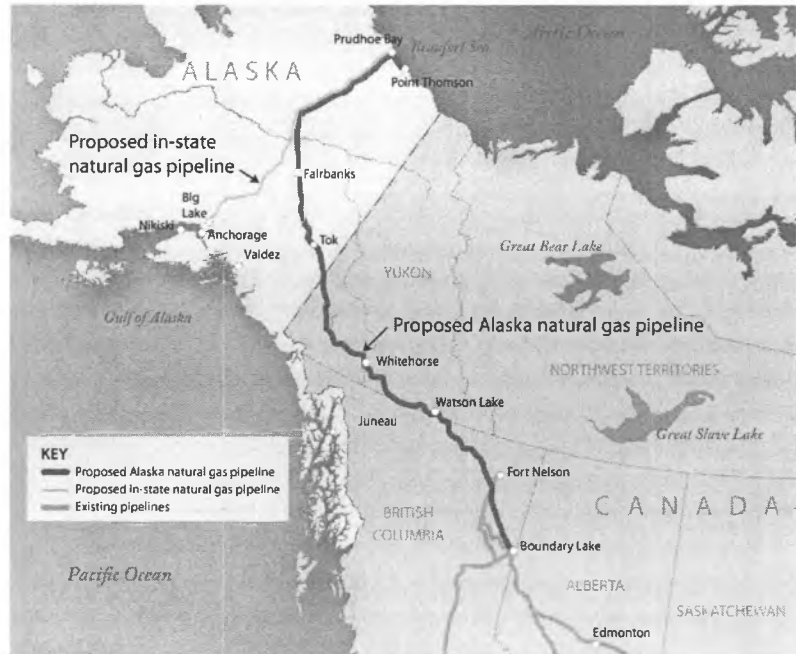 Arctic Ocean
Prudhoe Bay
Beaufort Sea
ALASKA
Point Thomson
Proposed in-state
natural gas pipeline
Fairbanks
Big
Lake
Nikiski
Anchorage
Tok
Valdez
Great Bear Lake
YUKON
Gulf of Alaska
Proposed Alaska natural gas pipeline
Whitehorse
NORTHWEST TERRITORIES
Watson Lake
Juneau
Great Slave Lake
KEY
Proposed Alaska natural gas pipeline
Proposed in-state natural gas pipeline
Existing pipelines
Fort Nelson
CANADA
BRITISH
COLUMBIA
Boundary Lake
Pacific Ocean
ALBERTA
SASKATCHEWAN
Edmonton